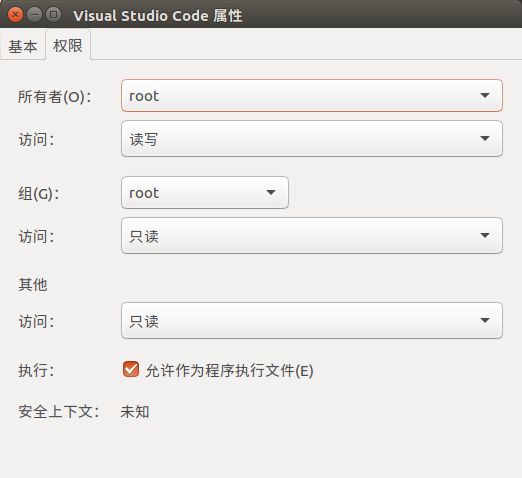 Visual Studio Code 属性
基本 权限
所有者(O)： root
访问： 读写
组(G)： root
访问： 只读
其他
访问： 只读
执行： 允许作为程序执行文件(E)
安全上下文： 未知